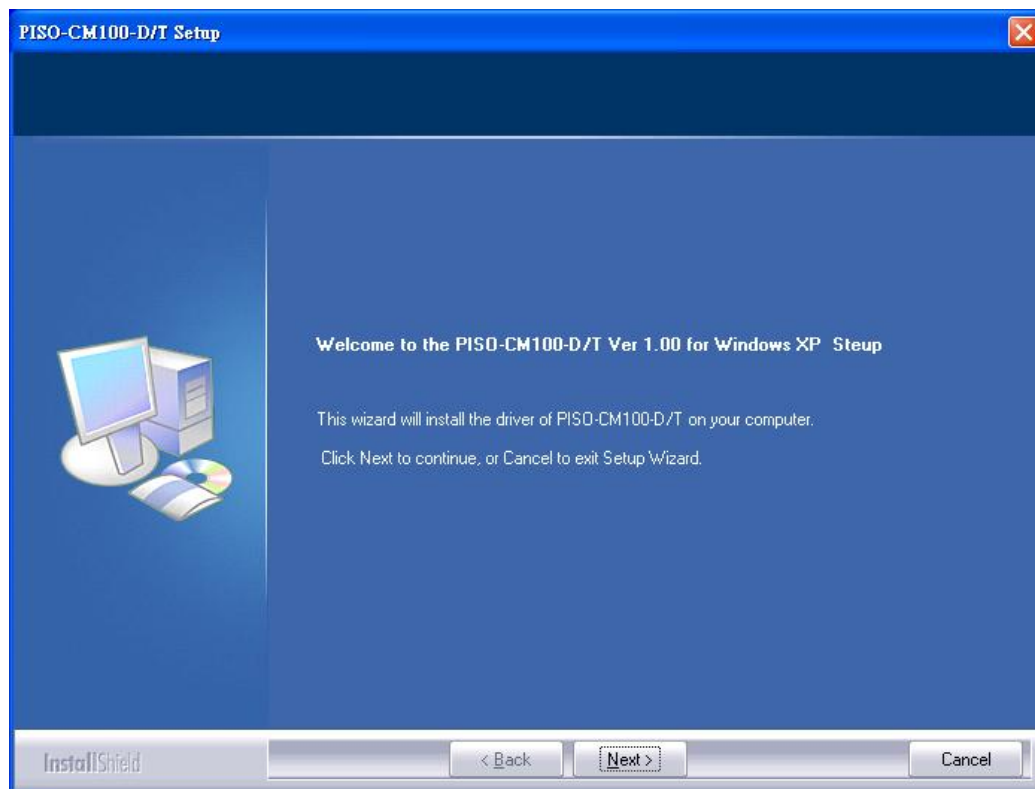 PISO-CM100-D/T Setup
Welcome to the PISO-CM100-D/T Ver 1.00 for Windows XP  Steup
This wizard will install the driver of PISO-CM100-D/T on your computer.
Click Next to continue, or Cancel to exit Setup Wizard.
InstallShield
< Back
Next >
Cancel